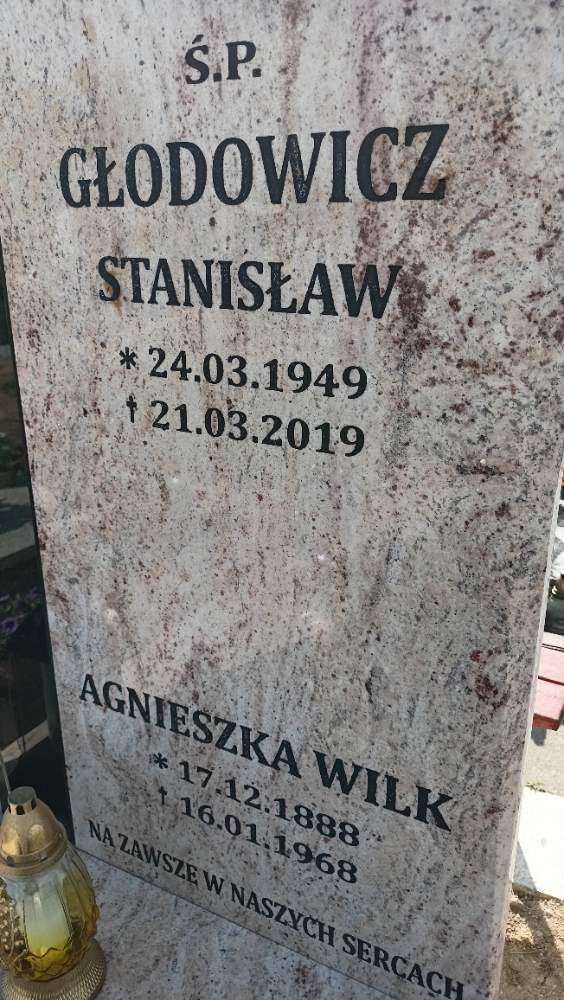 Ś.P.
GŁODOWICZ
STANISŁAW
* 24.03.1949
† 21.03.2019
AGNIESZKA WILK
* 17.12.1888
† 16.01.1968
NA ZAWSZE W NASZYCH SERCACH